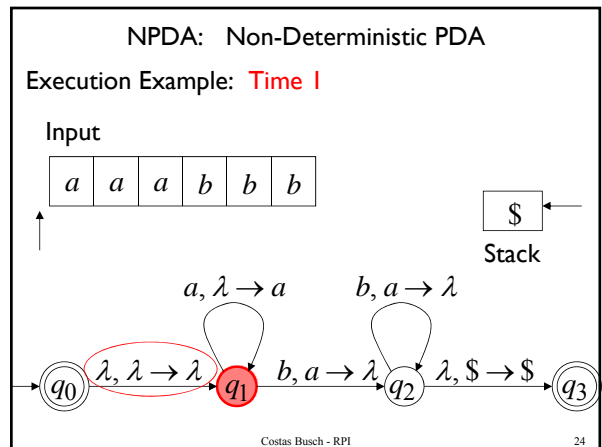 NPDA: Non-Deterministic PDA
Execution Example: Time 1
Input
a a a b b b
$
Stack
a, λ → a b, a → λ
q0 λ, λ → λ q1 b, a → λ q2 λ, $ → $ q3
Costas Busch - RPI 24